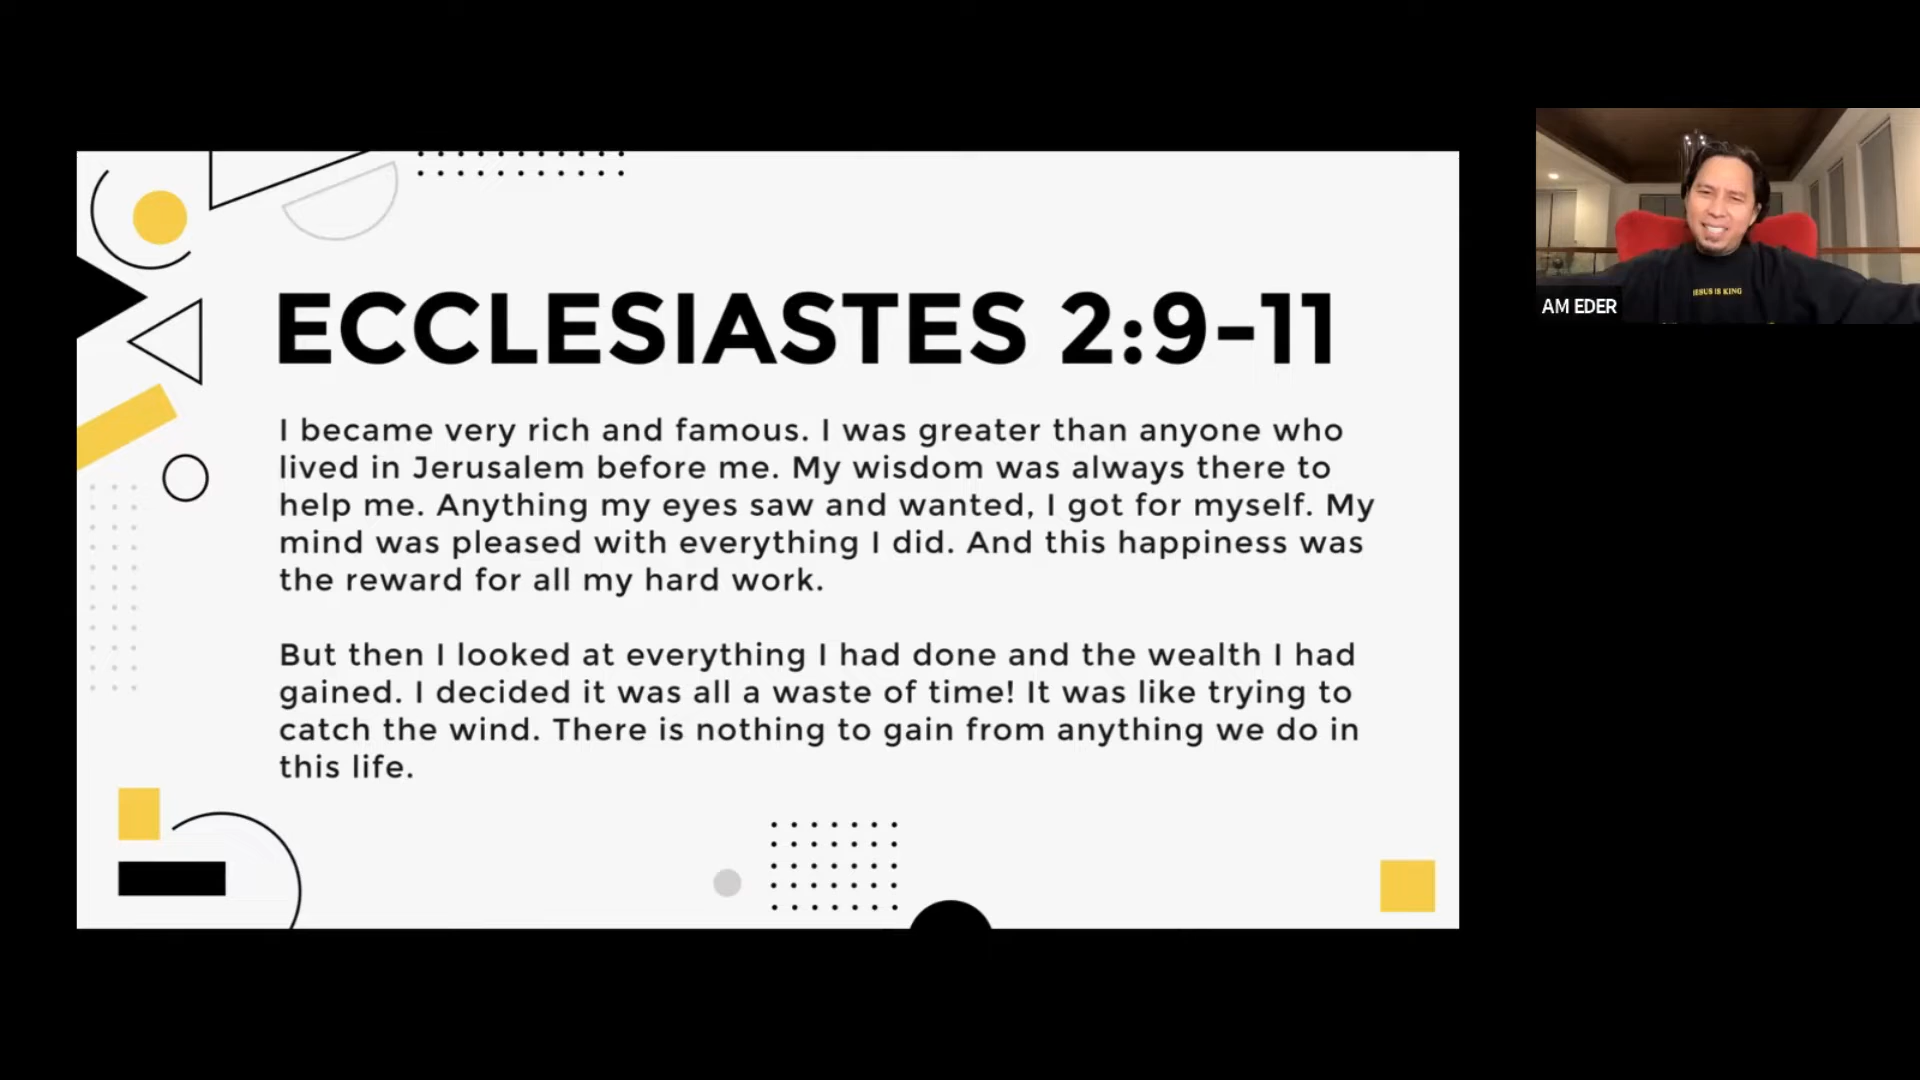 ECCLESIASTES 2:9-11
I became very rich and famous. I was greater than anyone who
lived in Jerusalem before me. My wisdom was always there to
help me. Anything my eyes saw and wanted, I got for myself. My
mind was pleased with everything I did. And this happiness was
the reward for all my hard work.
But then I looked at everything I had done and the wealth I had
gained. I decided it was all a waste of time! It was like trying to
catch the wind. There is nothing to gain from anything we do in
this life.
JESUS IS KING
AM EDER